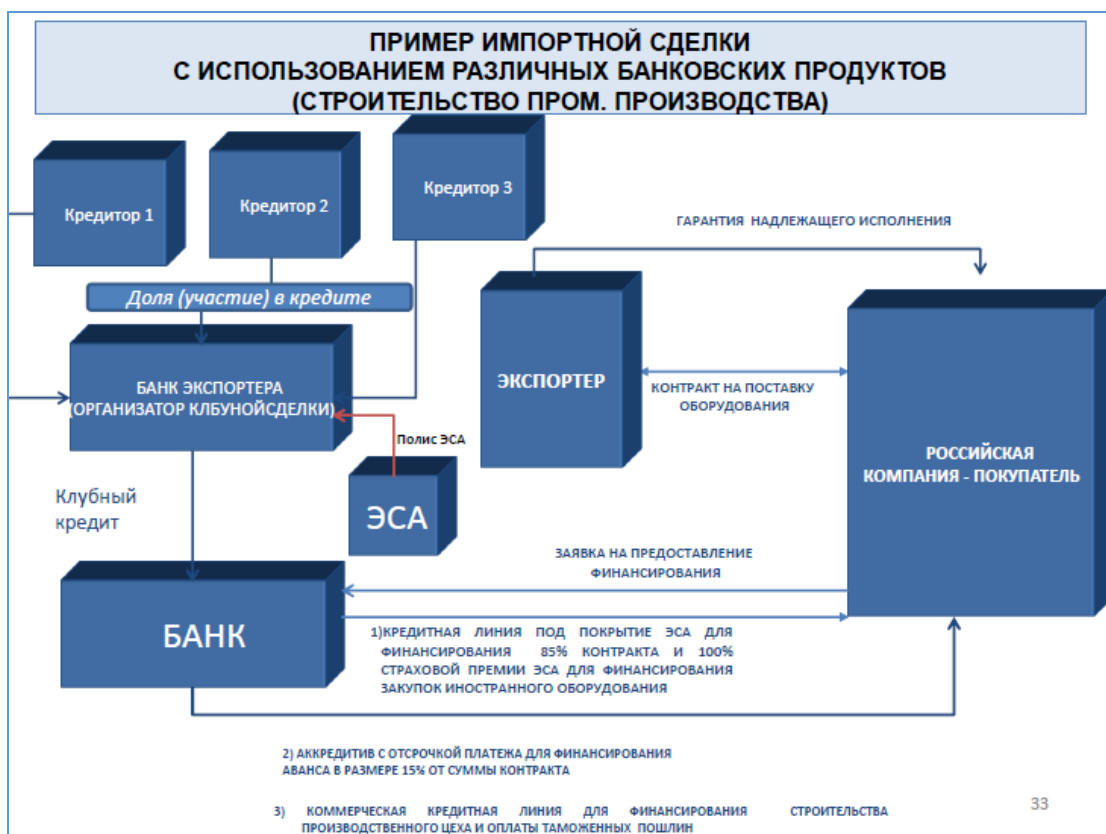 ПРИМЕР ИМПОРТНОЙ СДЕЛКИ
С ИСПОЛЬЗОВАНИЕМ РАЗЛИЧНЫХ БАНКОВСКИХ ПРОДУКТОВ
(СТРОИТЕЛЬСТВО ПРОМ. ПРОИЗВОДСТВА)
Кредитор 1
Кредитор 2
Кредитор 3
ГАРАНТИЯ НАДЛЕЖАЩЕГО ИСПОЛНЕНИЯ
Доля (участие) в кредите
БАНК ЭКСПОРТЕРА
(ОРГАНИЗАТОР КЛБУНОЙСДЕЛКИ)
ЭКСПОРТЕР
КОНТРАКТ НА ПОСТАВКУ
ОБОРУДОВАНИЯ
РОССИЙСКАЯ
КОМПАНИЯ - ПОКУПАТЕЛЬ
Полис ЭСА
ЭСА
Клубный
кредит
ЗАЯВКА НА ПРЕДОСТАВЛЕНИЕ
ФИНАНСИРОВАНИЯ
БАНК
1)КРЕДИТНАЯ ЛИНИЯ ПОД ПОКРЫТИЕ ЭСА ДЛЯ
ФИНАНСИРОВАНИЯ 85% КОНТРАКТА И 100%
СТРАХОВОЙ ПРЕМИИ ЭСА ДЛЯ ФИНАНСИРОВАНИЯ
ЗАКУПОК ИНОСТРАННОГО ОБОРУДОВАНИЯ
2) АККРЕДИТИВ С ОТСРОЧКОЙ ПЛАТЕЖА ДЛЯ ФИНАНСИРОВАНИЯ
АВАНСА В РАЗМЕРЕ 15% ОТ СУММЫ КОНТРАКТА
3) КОММЕРЧЕСКАЯ КРЕДИТНАЯ ЛИНИЯ ДЛЯ ФИНАНСИРОВАНИЯ СТРОИТЕЛЬСТВА
ПРОИЗВОДСТВЕННОГО ЦЕХА И ОПЛАТЫ ТАМОЖЕННЫХ ПОШЛИН
33